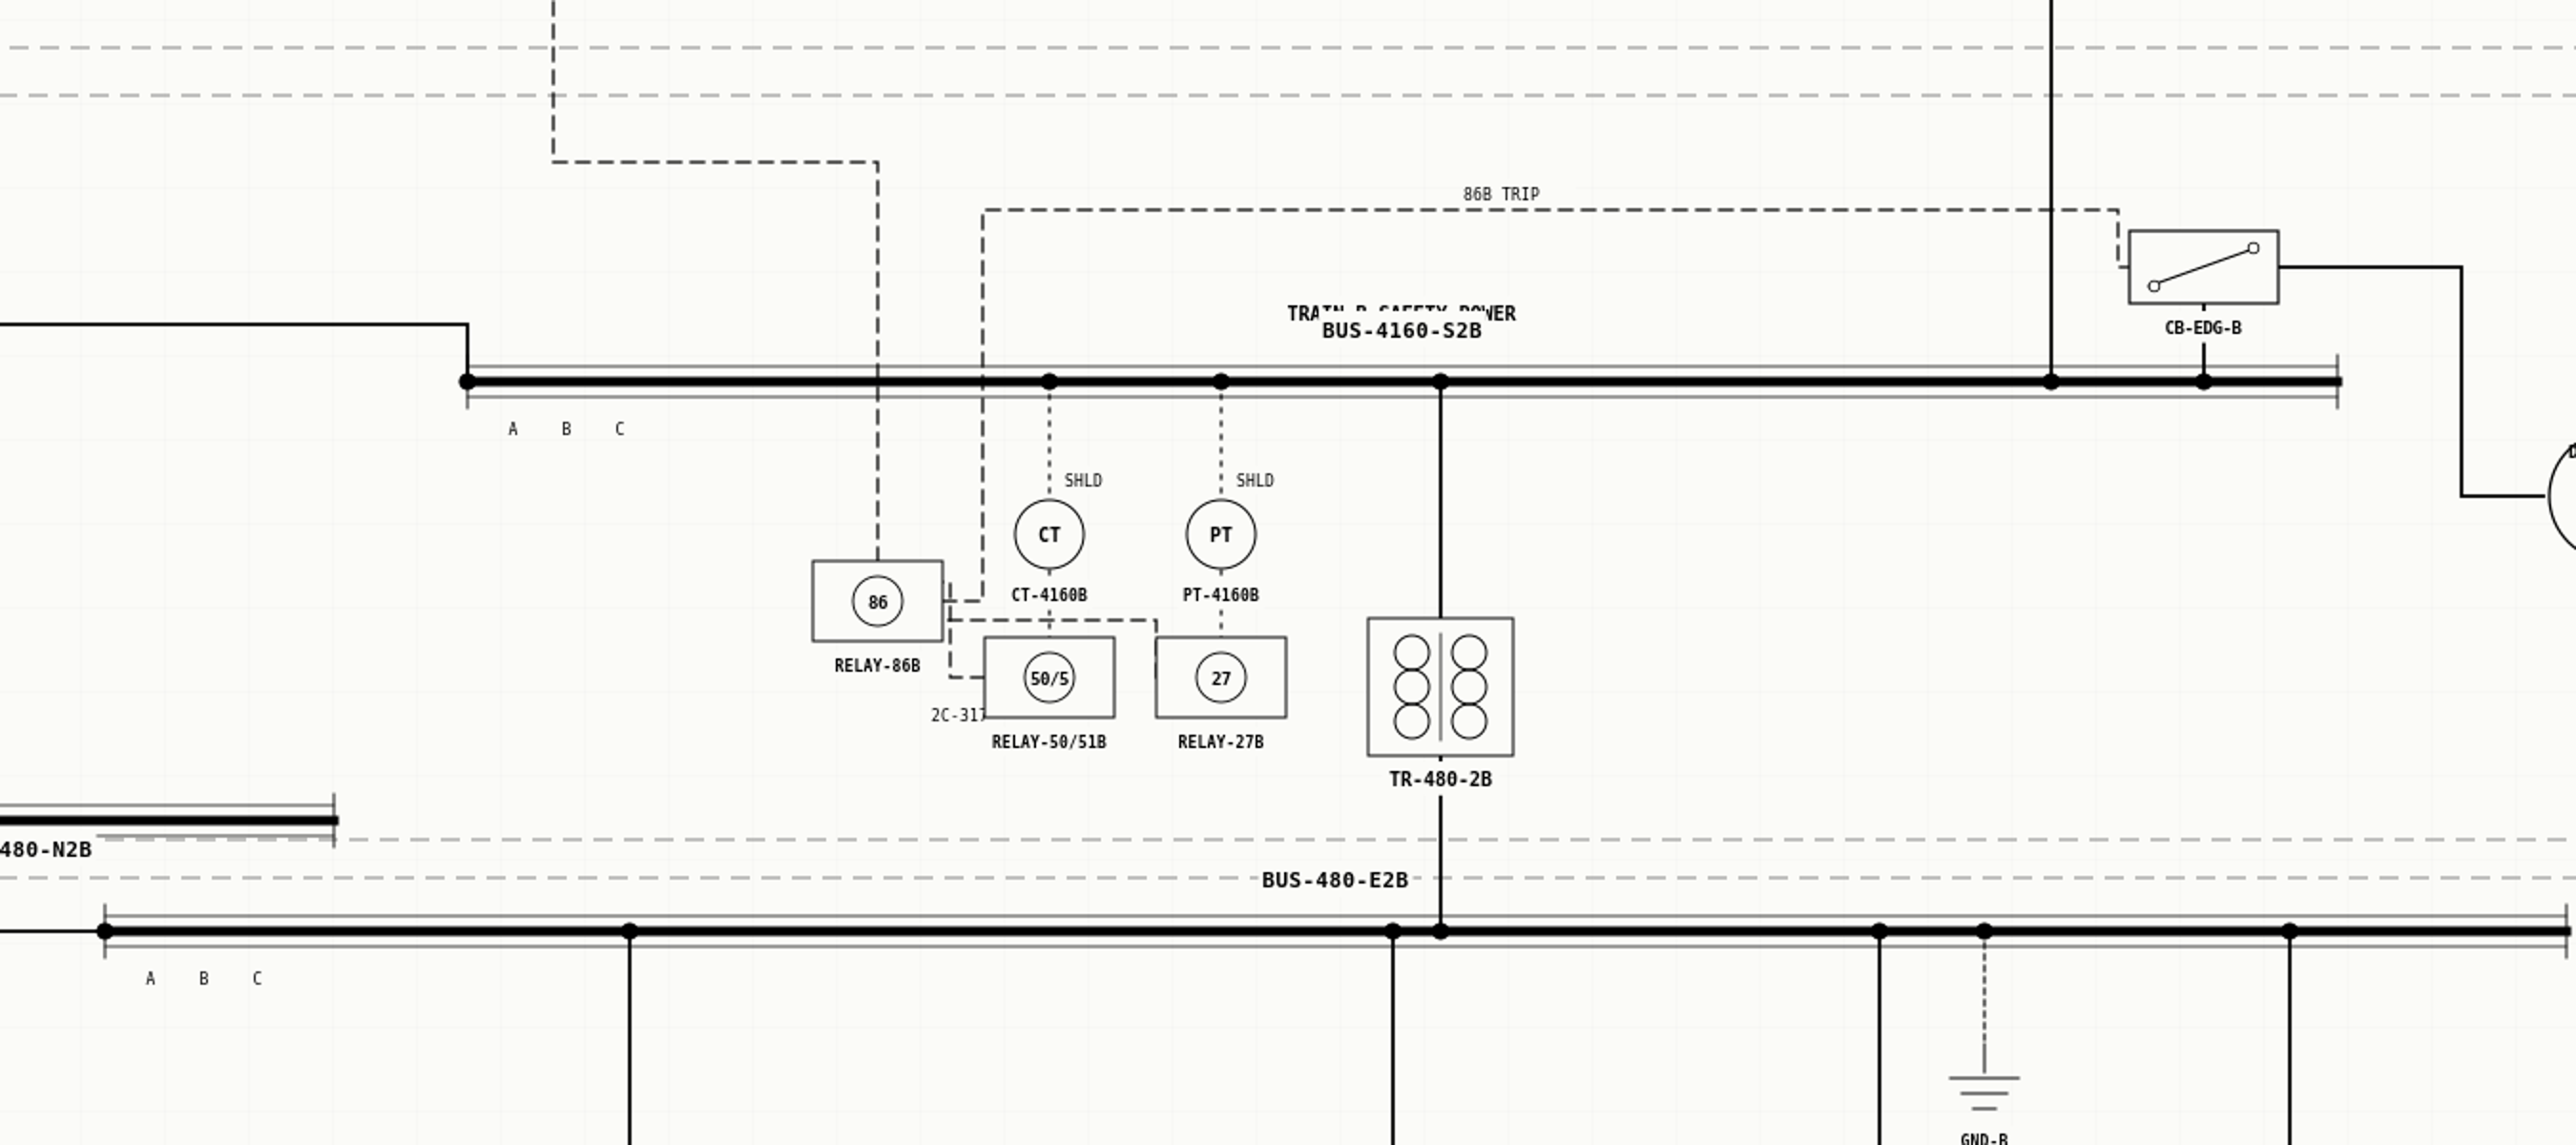 86B TRIP
BUS-4160-S2B
CB-EDG-B
A B C
SHLD SHLD
CT PT
CT-4160B PT-4160B
86
RELAY-86B
50/5 27
RELAY-50/51B RELAY-27B
TR-480-2B
480-N2B
BUS-480-E2B
A B C
GND-B